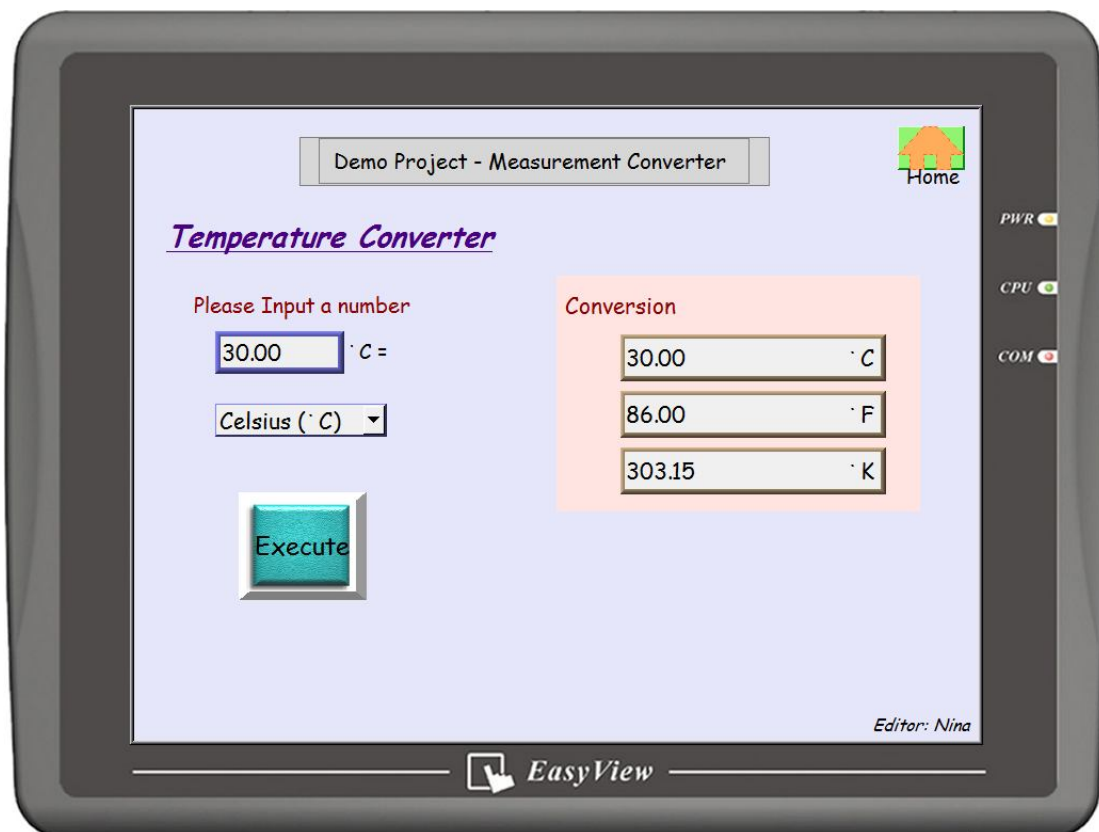 Demo Project - Measurement Converter
Home
Temperature Converter
Please Input a number
30.00 ˙C =
Celsius (˙C)
Execute
Conversion
30.00 ˙C
86.00 ˙F
303.15 ˙K
Editor: Nina
PWR
CPU
COM
EasyView